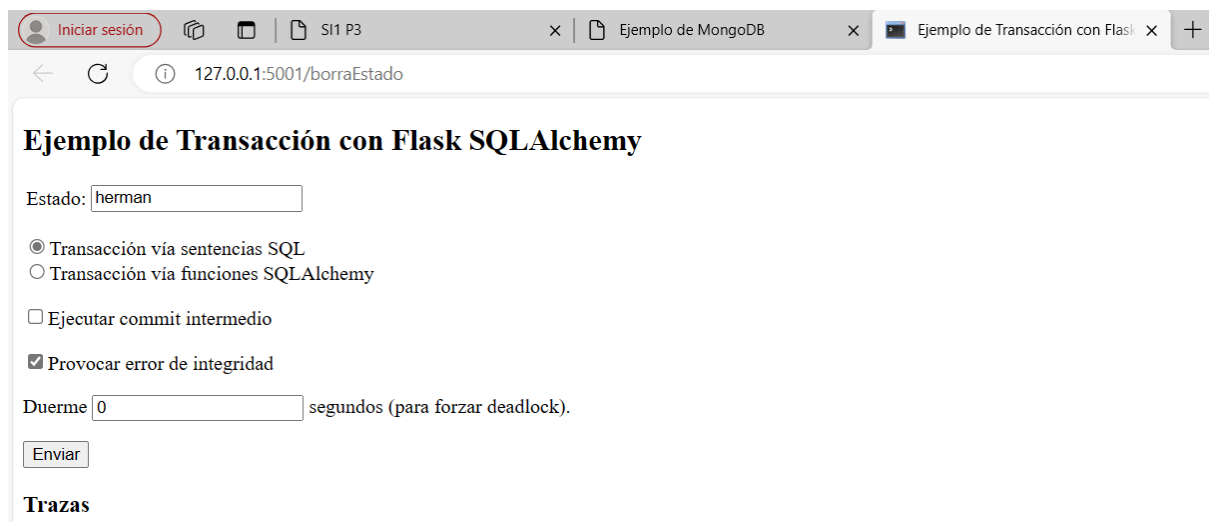 Iniciar sesión SI1 P3 Ejemplo de MongoDB Ejemplo de Transacción con Flask
127.0.0.1:5001/borraEstado
Ejemplo de Transacción con Flask SQLAlchemy
Estado: herman
Transacción vía sentencias SQL
Transacción vía funciones SQLAlchemy
Ejecutar commit intermedio
Provocar error de integridad
Duerme 0 segundos (para forzar deadlock).
Enviar
Trazas